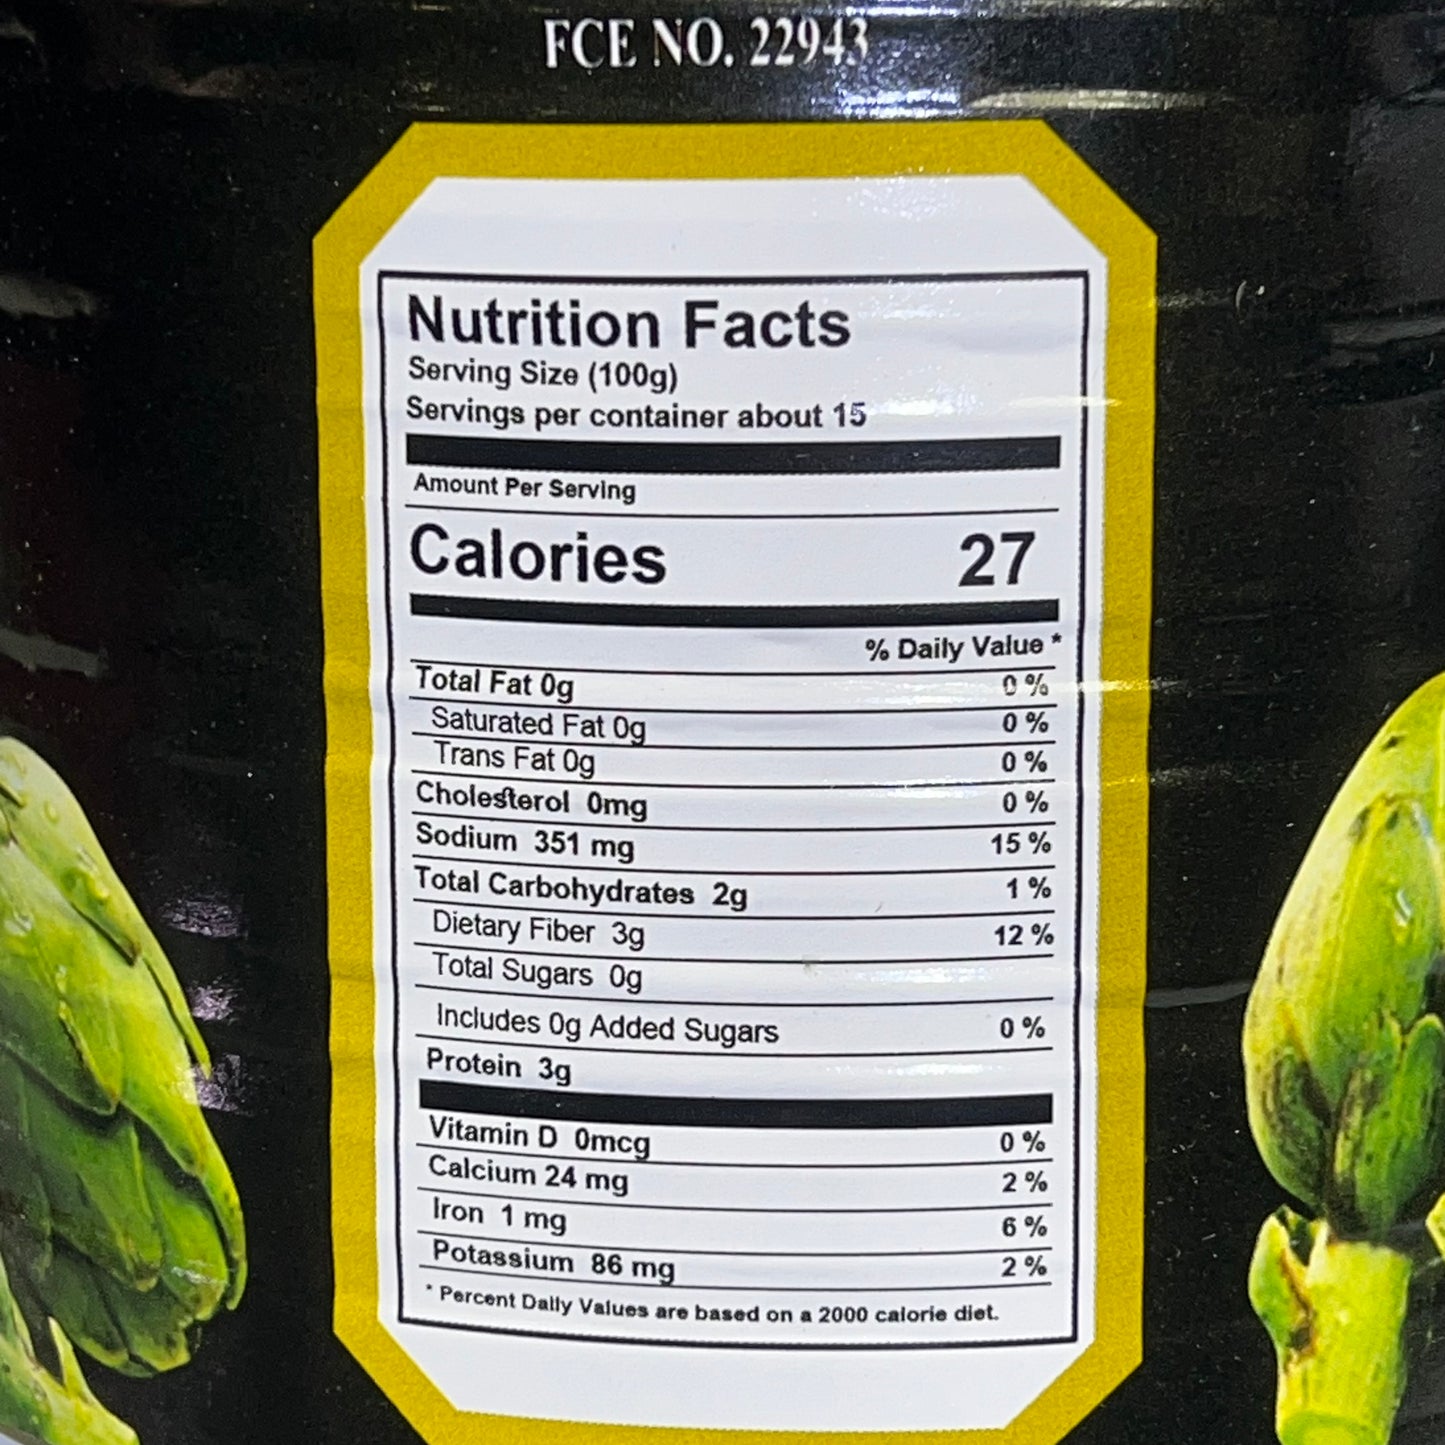 FCE NO. 22943
Nutrition Facts
Serving Size (100g)
Servings per container about 15
Amount Per Serving
Calories 27
% Daily Value *
Total Fat 0g 0 %
Saturated Fat 0g 0 %
Trans Fat 0g 0 %
Cholesterol 0mg 0 %
Sodium 351 mg 15 %
Total Carbohydrates 2g 1 %
Dietary Fiber 3g 12 %
Total Sugars 0g
Includes 0g Added Sugars 0 %
Protein 3g
Vitamin D 0mcg 0 %
Calcium 24 mg 2 %
Iron 1 mg 6 %
Potassium 86 mg 2 %
* Percent Daily Values are based on a 2000 calorie diet.